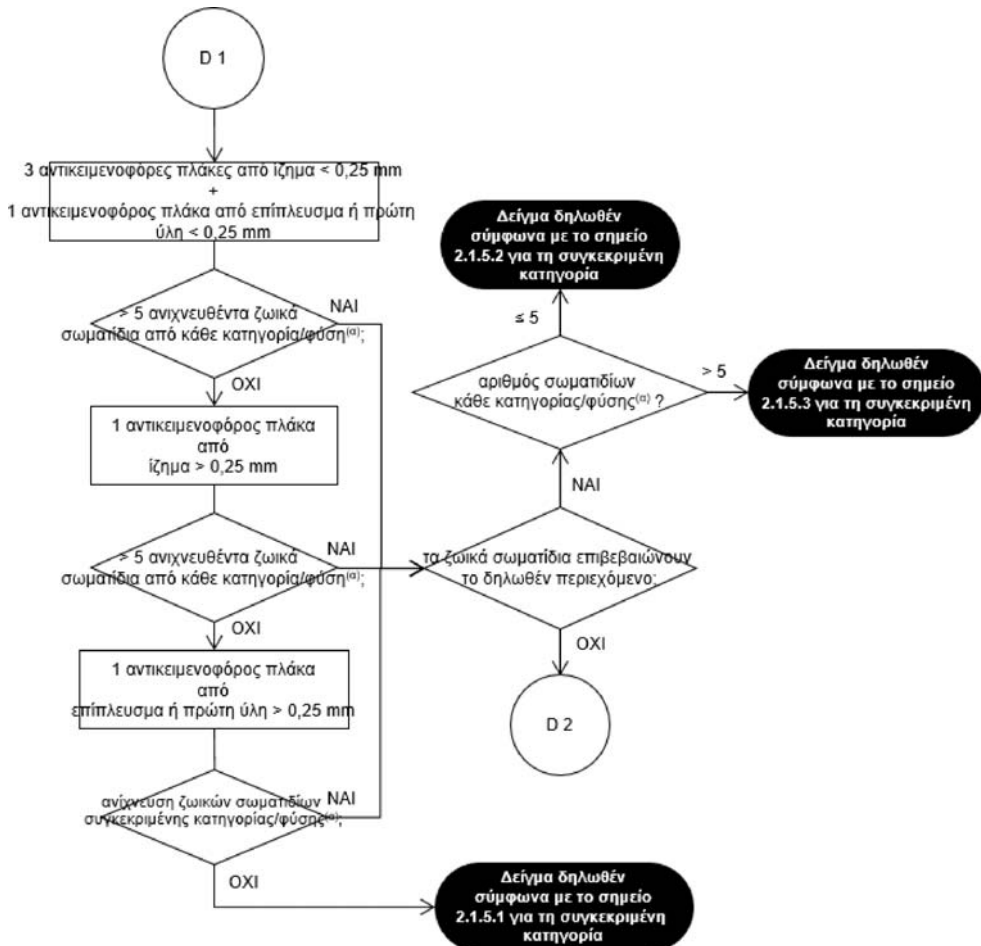 D 1
3 αντικειμενοφόρες πλάκες από ίζημα < 0,25 mm
+
1 αντικειμενοφόρος πλάκα από επίπλευσμα ή πρώτη
ύλη < 0,25 mm
> 5 ανιχνευθέντα ζωικά
σωματίδια από κάθε κατηγορία/φύση(α);
ΝΑΙ
ΟΧΙ
1 αντικειμενοφόρος πλάκα
από
ίζημα > 0,25 mm
> 5 ανιχνευθέντα ζωικά
σωματίδια από κάθε κατηγορία/φύση(α);
ΝΑΙ
ΟΧΙ
1 αντικειμενοφόρος πλάκα
από
επίπλευσμα ή πρώτη ύλη > 0,25 mm
ανίχνευση ζωικών σωματιδίων
συγκεκριμένης κατηγορίας/φύσης(α);
ΝΑΙ
ΟΧΙ
Δείγμα δηλωθέν
σύμφωνα με το σημείο
2.1.5.1 για τη συγκεκριμένη
κατηγορία
τα ζωικά σωματίδια επιβεβαιώνουν
το δηλωθέν περιεχόμενο;
ΝΑΙ
ΟΧΙ
D 2
αριθμός σωματιδίων
κάθε κατηγορίας/φύσης(α) ?
≤ 5
> 5
Δείγμα δηλωθέν
σύμφωνα με το σημείο
2.1.5.2 για τη συγκεκριμένη
κατηγορία
Δείγμα δηλωθέν
σύμφωνα με το σημείο
2.1.5.3 για τη συγκεκριμένη
κατηγορία